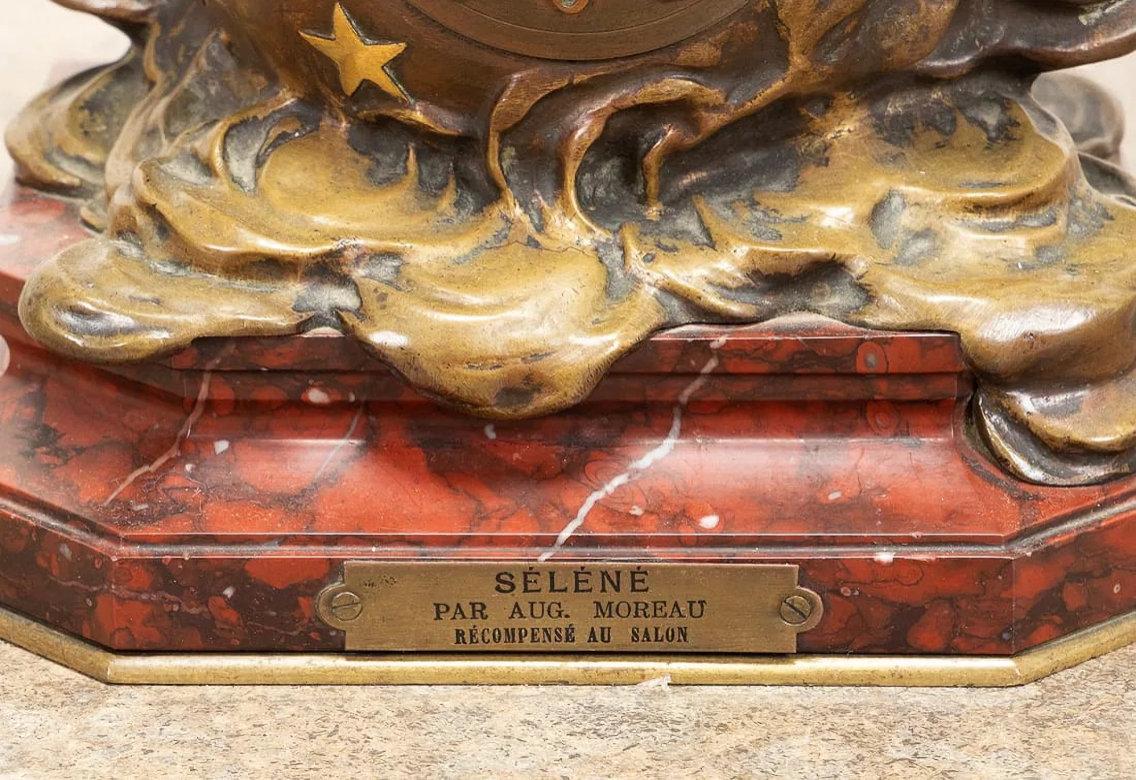 SÉLÉNÉ
PAR AUG. MOREAU
RÉCOMPENSÉ AU SALON